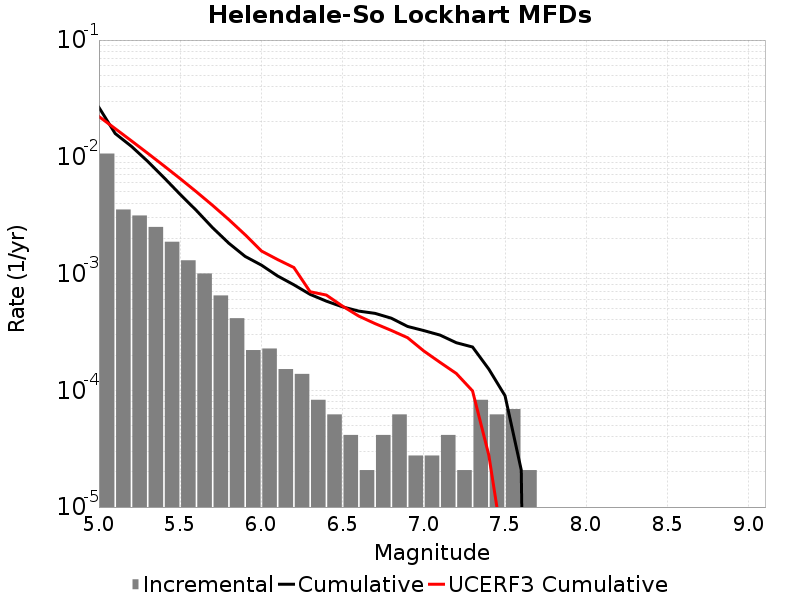 Helendale-So Lockhart MFDs
10-1
10-2
10-3
10-4
10-5
Rate (1/yr)
5.0 5.5 6.0 6.5 7.0 7.5 8.0 8.5 9.0
Magnitude
Incremental Cumulative UCERF3 Cumulative